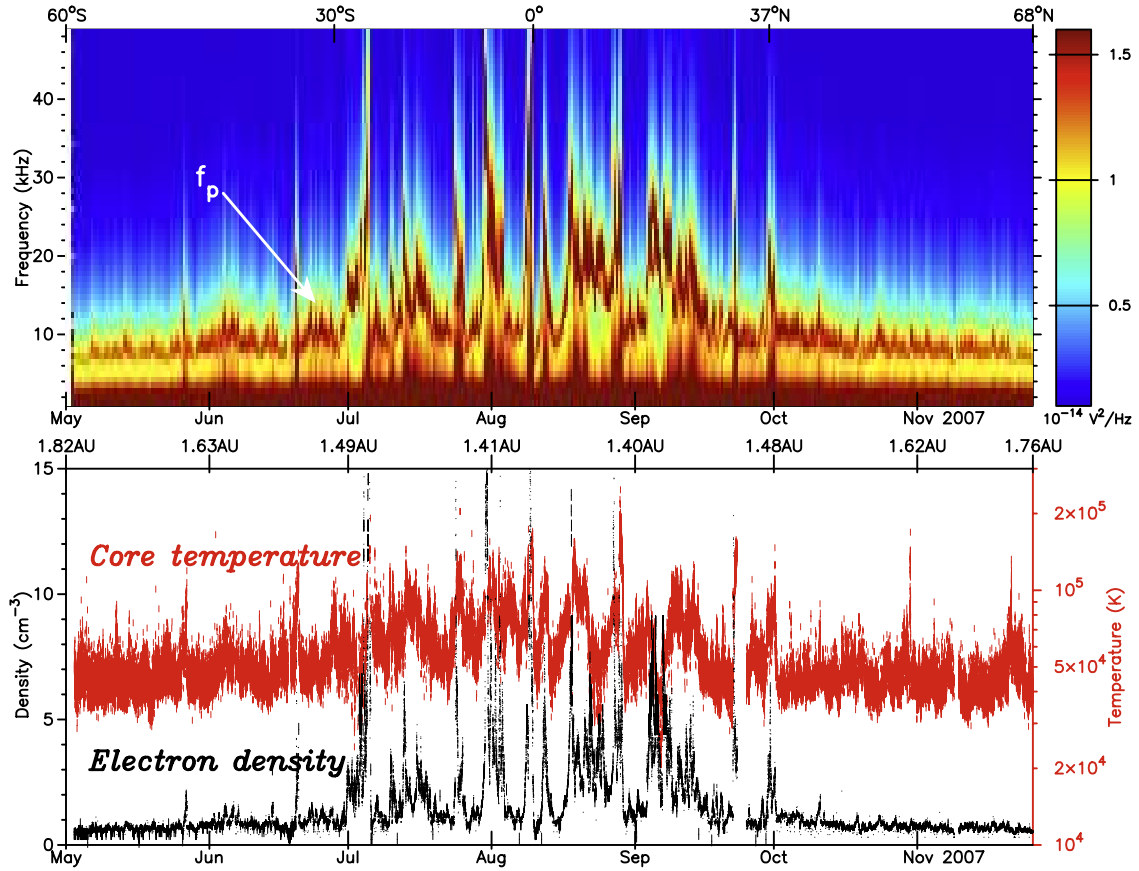 60°S 30°S 0° 37°N 68°N
Frequency (kHz)
40
30
20
10
f_p
1.5
1
0.5
10⁻¹⁴ V²/Hz
May Jun Jul Aug Sep Oct Nov 2007
1.82AU 1.63AU 1.49AU 1.41AU 1.40AU 1.48AU 1.62AU 1.76AU
Density (cm⁻³)
15
10
5
0
Core temperature
Electron density
2×10⁵
10⁵
5×10⁴
2×10⁴
10⁴
Temperature (K)
May Jun Jul Aug Sep Oct Nov 2007